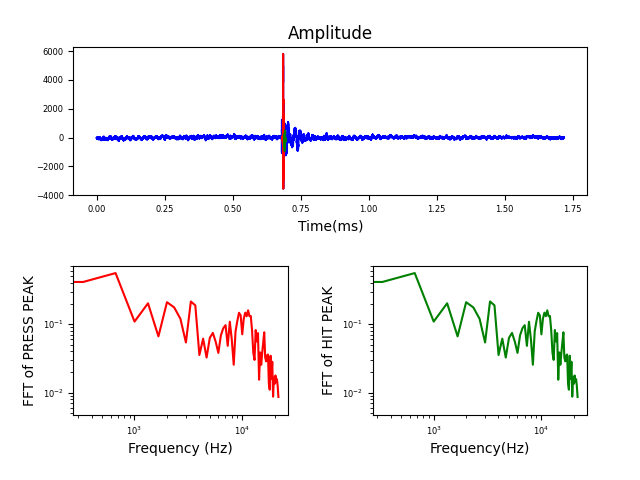 Amplitude
6000
4000
2000
0
−2000
−4000
0.00 0.25 0.50 0.75 1.00 1.25 1.50 1.75
Time(ms)
FFT of PRESS PEAK
10⁻¹
10⁻²
10³ 10⁴
Frequency (Hz)
FFT of HIT PEAK
10⁻¹
10⁻²
10³ 10⁴
Frequency(Hz)